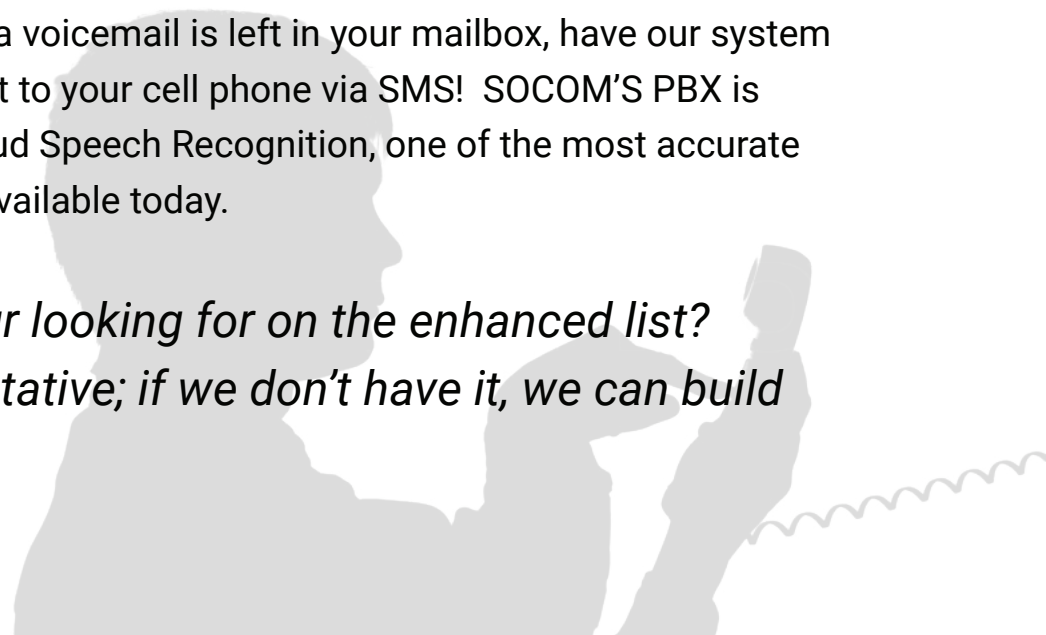 a voicemail is left in your mailbox, have our system
t to your cell phone via SMS! SOCOM’S PBX is
ud Speech Recognition, one of the most accurate
vailable today.
r looking for on the enhanced list?
tative; if we don’t have it, we can build